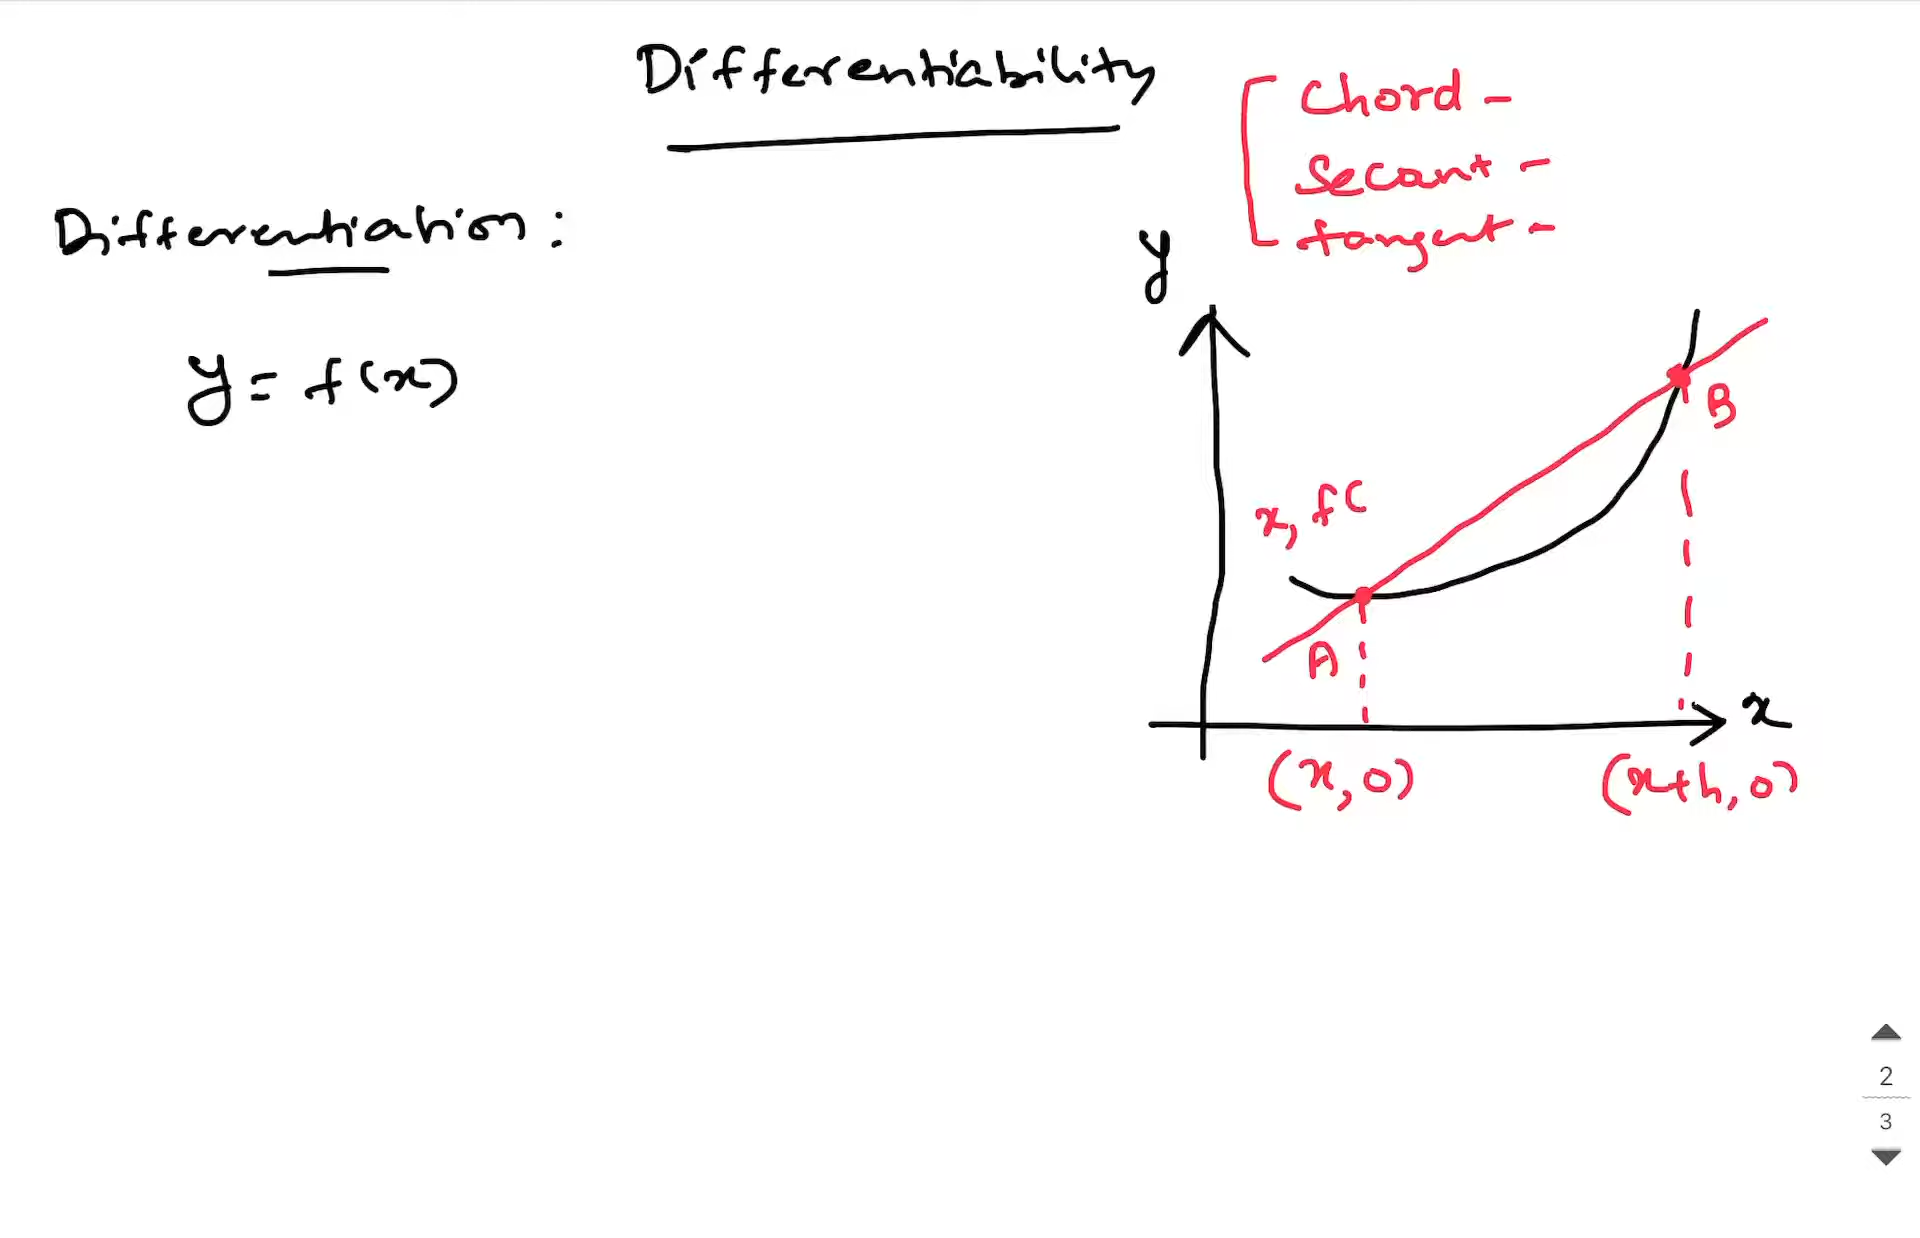 Differentiability
Chord -
Secant -
tangent -
Differentiation :
y = f(x)
y
B
x, f(
A
x
(x, 0)
(x+h, 0)
2
3